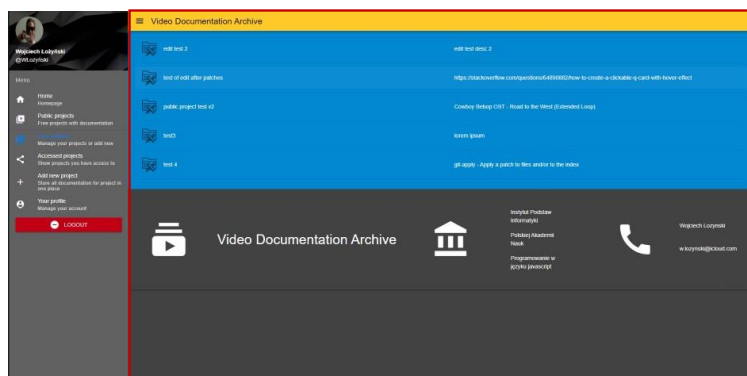 Wojciech Łożyński
@WŁożyński
Menu
Home
Homepage
Public projects
Free projects with documentation
Manage your projects or add new
Accessed projects
Show projects you have access to
Add new project
Store all documentation for project in
one place
Your profile
Manage your account
LOGOUT
Video Documentation Archive
edit test 2
edit test desc 2
test of edit after patches
https://stackoverflow.com/questions/64890682/how-to-create-a-clickable-q-card-with-hover-effect
public project test v2
Cowboy Bebop OST - Road to the West (Extended Loop)
test3
lorem ipsum
test 4
git-apply - Apply a patch to files and/or to the index
Video Documentation Archive
Instytut Podstaw
Informatyki
Polskiej Akademii
Nauk
Programowanie w
języku javascript
Wojciech Lozynski
w.lozynski@icloud.com